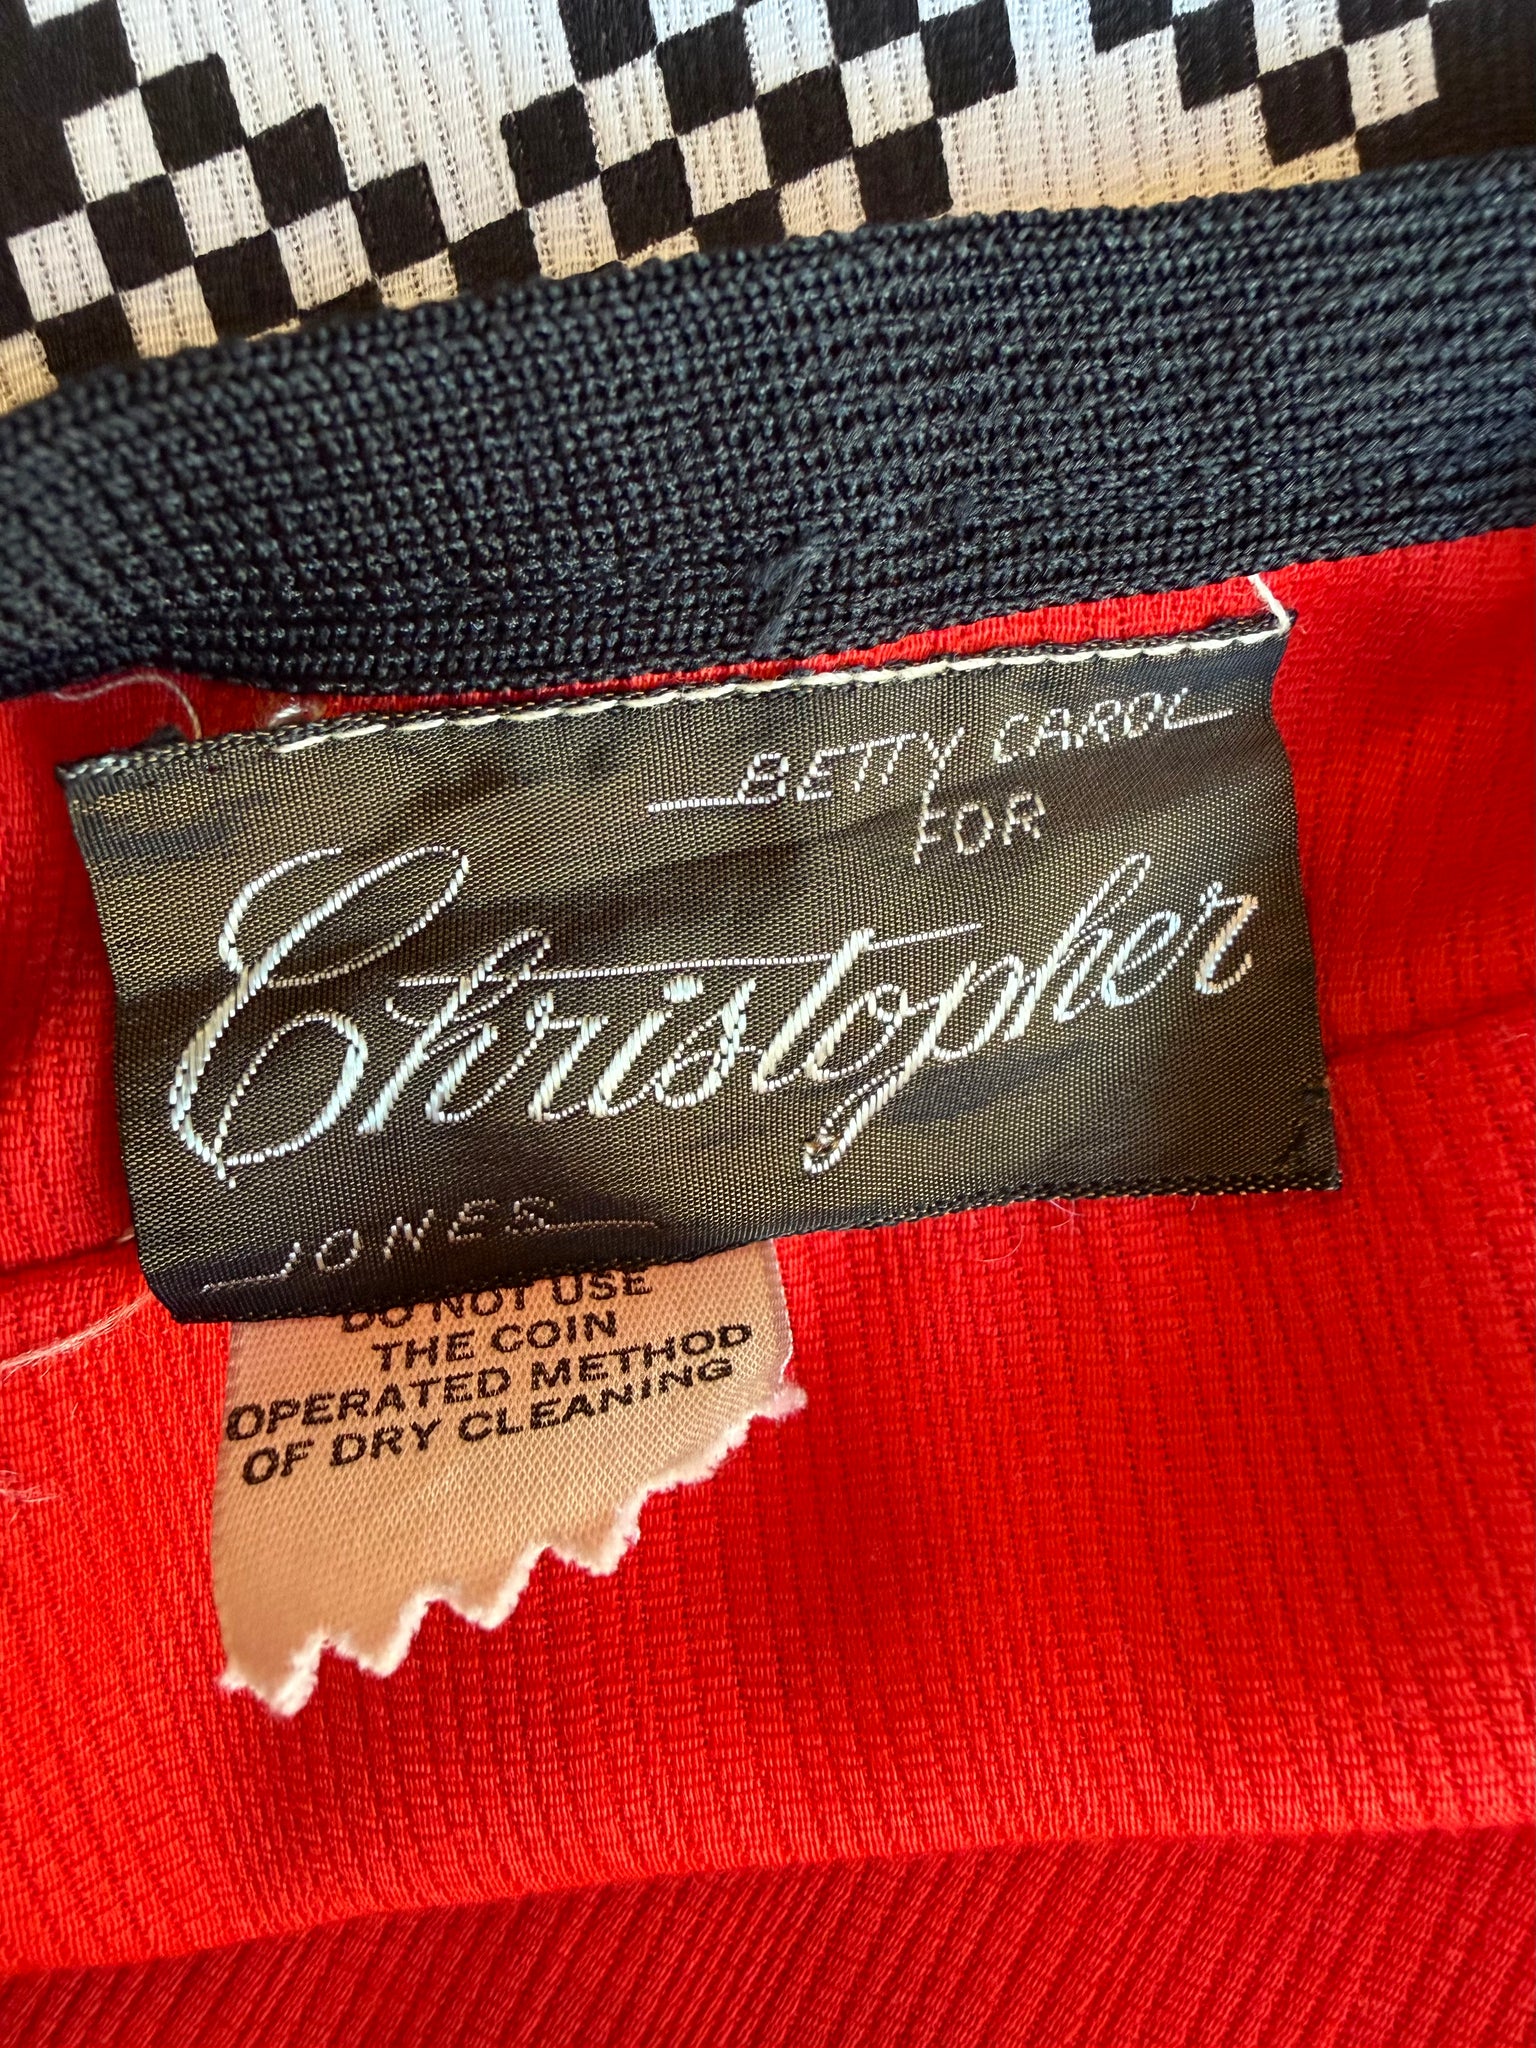 BETTY CAROL
FOR
Christopher
JONES
DO NOT USE
THE COIN
OPERATED METHOD
OF DRY CLEANING